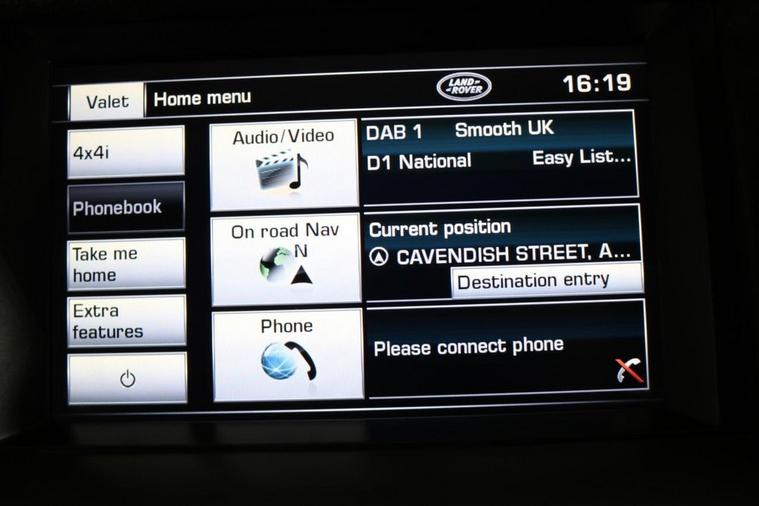 Valet
Home menu
LAND-
-ROVER
16:19
4x4i
Phonebook
Take me
home
Extra
features
Audio/Video
DAB 1 Smooth UK
D1 National Easy List...
On road Nav
N
Current position
CAVENDISH STREET, A...
Destination entry
Phone
Please connect phone